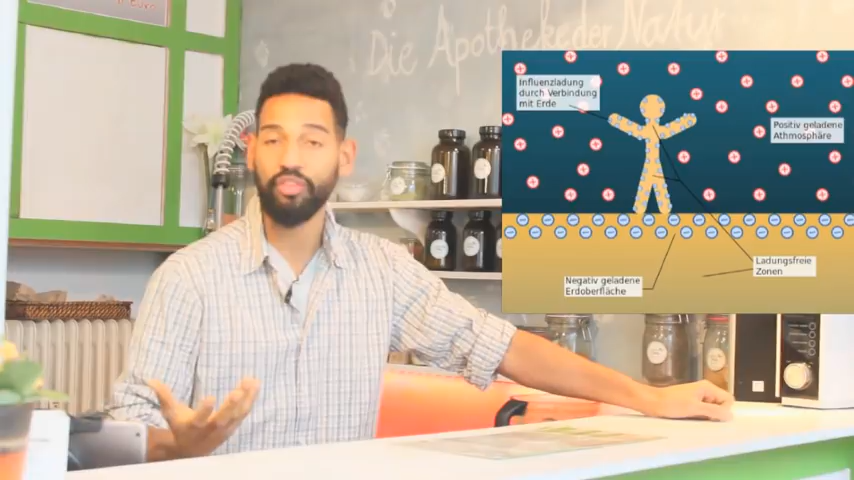 Die Apotheke der Natur
Influenzladung
durch Verbindung
mit Erde
Positiv geladene
Athmosphäre
Ladungsfreie
Zonen
Negativ geladene
Erdoberfläche